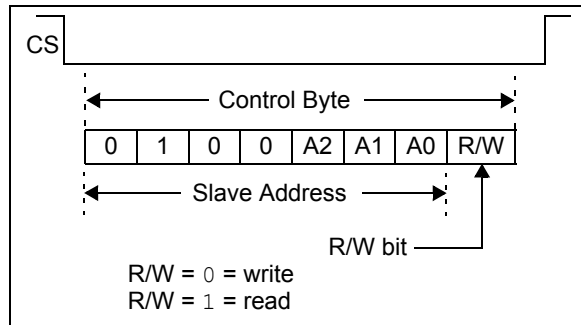 CS
Control Byte
0 1 0 0 A2 A1 A0 R/W
Slave Address
R/W bit
R/W = 0 = write
R/W = 1 = read